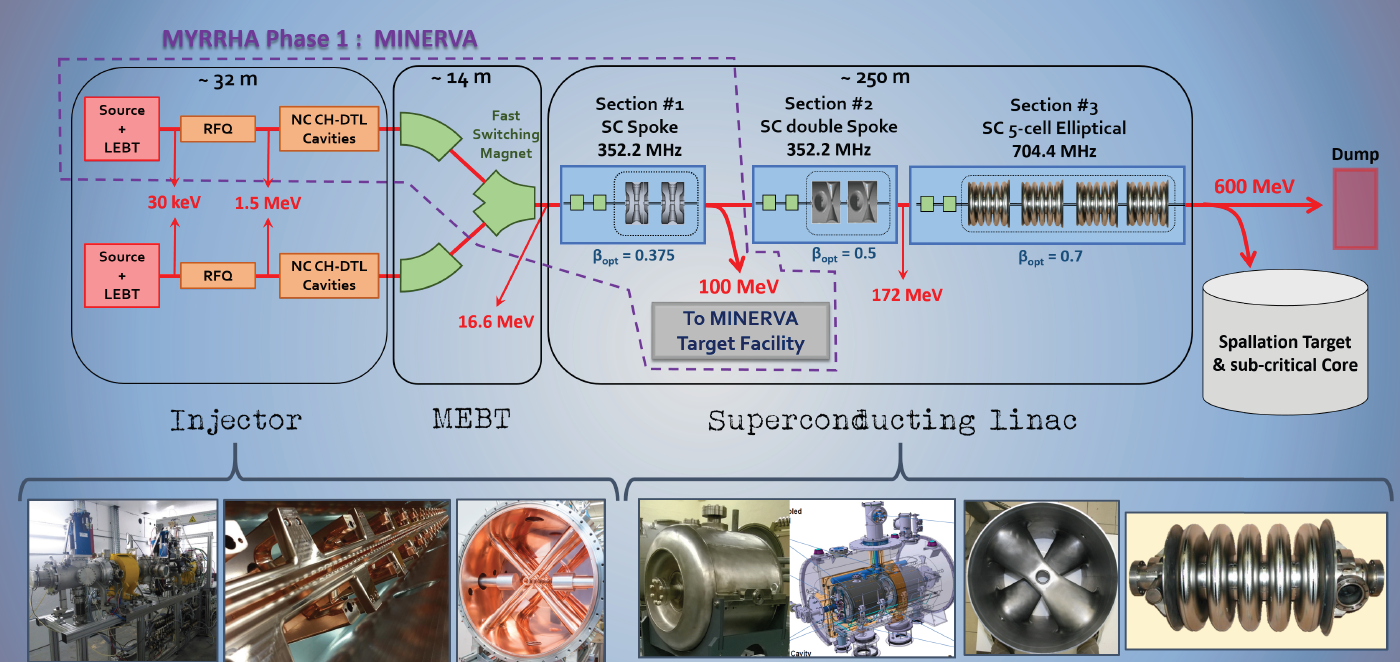 MYRRHA Phase 1 : MINERVA
~ 32 m
~ 14 m
~ 250 m
Source
+
LEBT
RFQ
NC CH-DTL
Cavities
Fast
Switching
Magnet
Section #1
SC Spoke
352.2 MHz
Section #2
SC double Spoke
352.2 MHz
Section #3
SC 5-cell Elliptical
704.4 MHz
Dump
30 keV
1.5 MeV
600 MeV
βopt = 0.375
βopt = 0.5
βopt = 0.7
Source
+
LEBT
RFQ
NC CH-DTL
Cavities
16.6 MeV
100 MeV
172 MeV
To MINERVA
Target Facility
Spallation Target
& sub-critical Core
Injector
MEBT
Superconducting linac
pled
Cavity